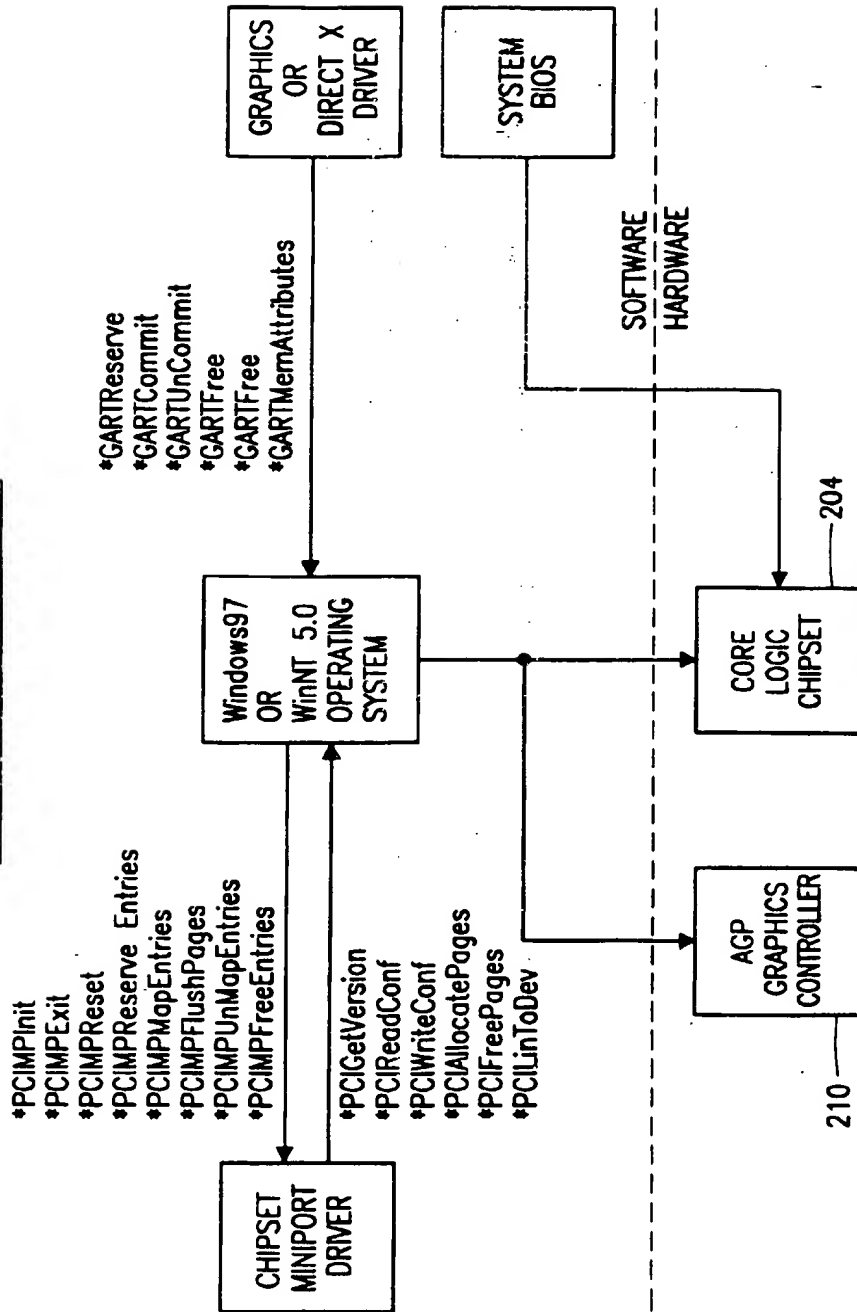 *PCIMPInit
*PCIMPExit
*PCIMPReset
*PCIMPReserve Entries
*PCIMPMapEntries
*PCIMPFlushPages
*PCIMPUnMapEntries
*PCIMPFreeEntries
*GARTReserve
*GARTCommit
*GARTUnCommit
*GARTFree
*GARTFree
*GARTMemAttributes
CHIPSET
MINIPORT
DRIVER
Windows97
OR
WinNT 5.0
OPERATING
SYSTEM
GRAPHICS
OR
DIRECT X
DRIVER
*PCIGetVersion
*PCIReadConf
*PCIWriteConf
*PCIAllocatePages
*PCIFreePages
*PCILinToDev
SYSTEM
BIOS
SOFTWARE
HARDWARE
AGP
GRAPHICS
CONTROLLER
210
CORE
LOGIC
CHIPSET
204